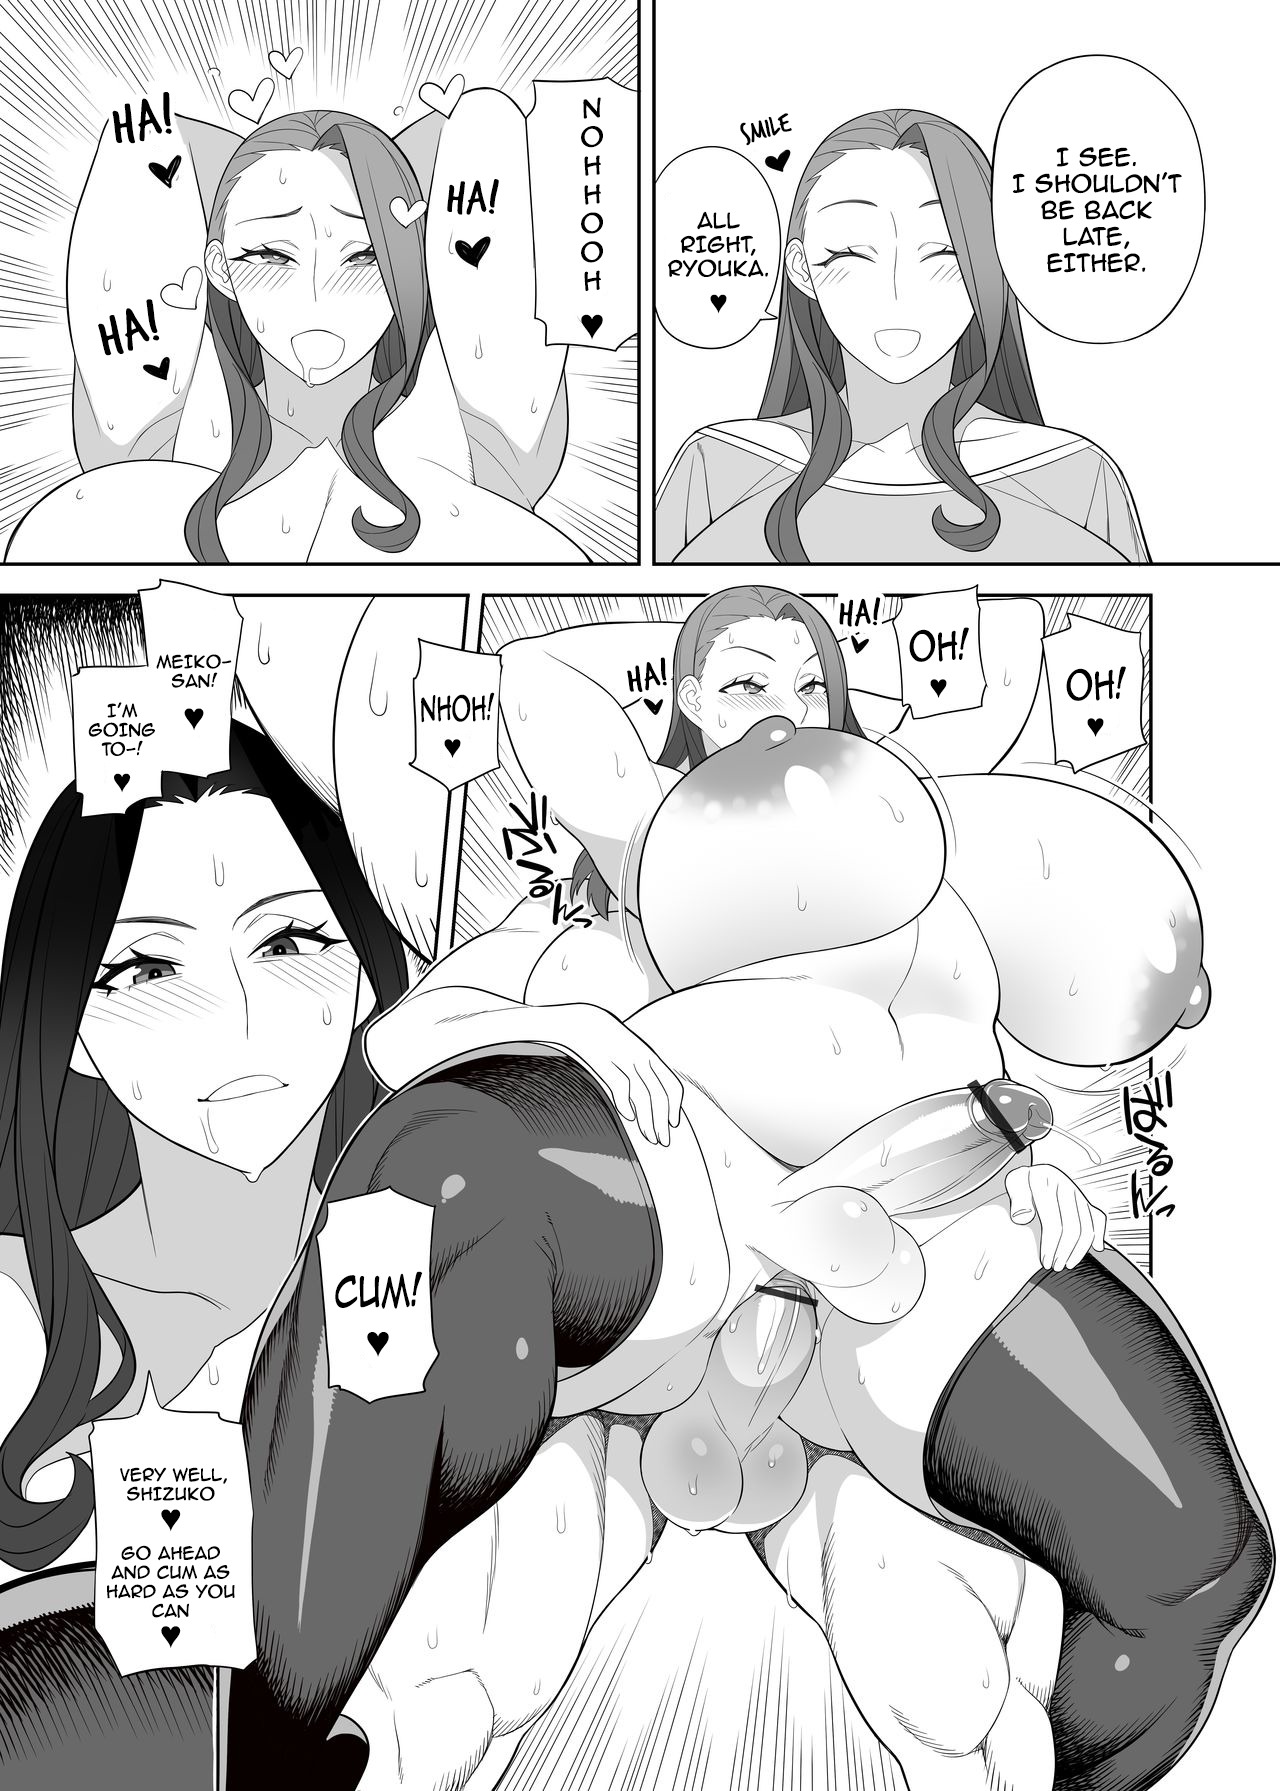 I SEE.
I SHOULDN'T
BE BACK
LATE,
EITHER.
SMILE
♥
ALL
RIGHT,
RYOUKA.
♥
NOHHOOH ♥
HA!
♥
HA!
♥
HA!
♥
OH!
♥
OH!
♥
HA!
♥
HA!
♥
NHOH!
♥
MEIKO-
SAN!
♥
I'M
GOING
TO-!
♥
CUM!
♥
VERY WELL,
SHIZUKO
♥
GO AHEAD
AND CUM AS
HARD AS YOU
CAN
♥